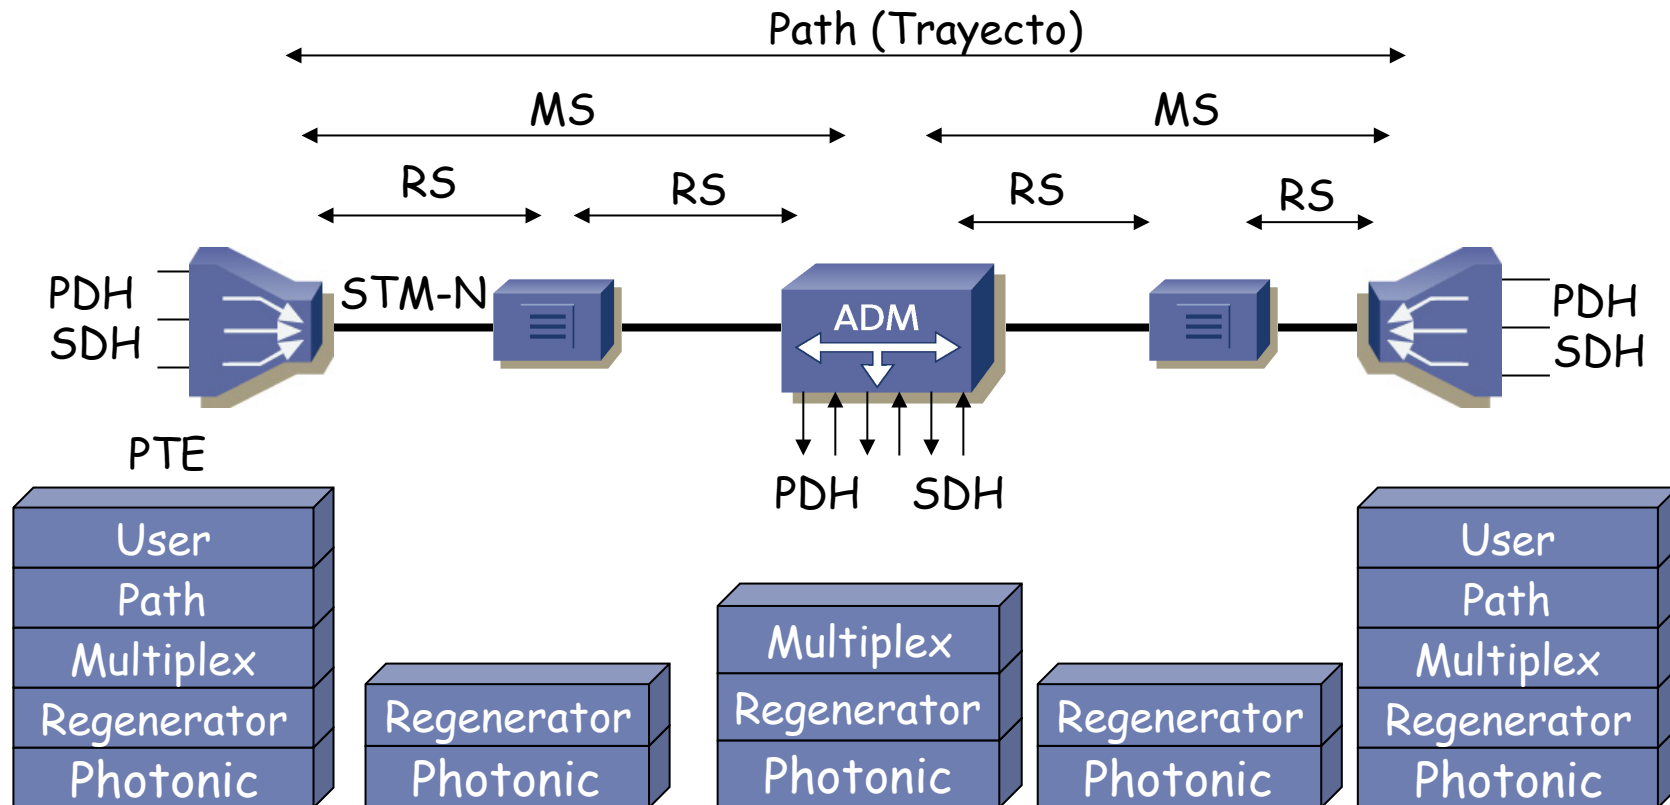 Path (Trayecto)
MS
MS
RS
RS
RS
RS
PDH
SDH
STM-N
ADM
PDH
SDH
PTE
PDH SDH
User
Path
Multiplex
Regenerator
Photonic
Regenerator
Photonic
Multiplex
Regenerator
Photonic
Regenerator
Photonic
User
Path
Multiplex
Regenerator
Photonic